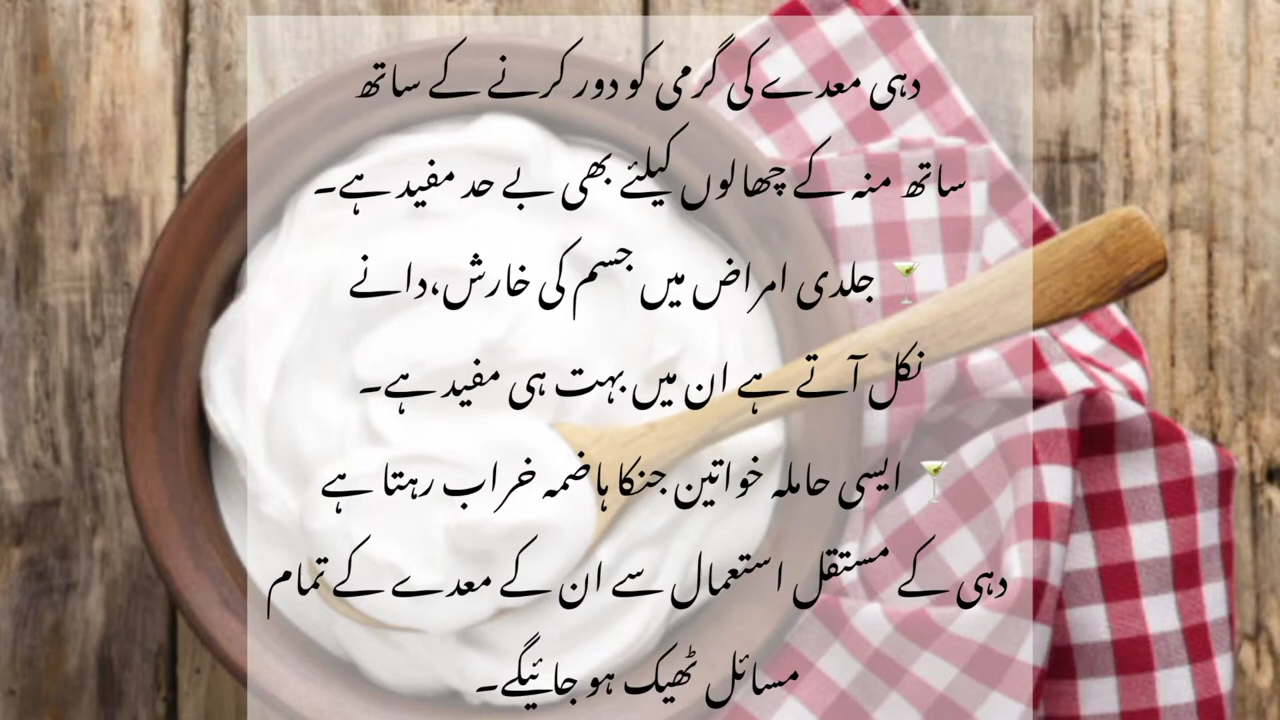 دہی معدے کی گرمی کو دور کرنے کے ساتھ
ساتھ منہ کے چھالوں کیلئے بھی بے حد مفید ہے۔
🍸 جلدی امراض میں جسم کی خارش،دانے
نکل آتے ہے ان میں بہت ہی مفید ہے۔
🍸 ایسی حاملہ خواتین جنکا ہاضمہ خراب رہتا ہے
دہی کے مستقل استعمال سے ان کے معدے کے تمام
مسائل ٹھیک ہو جائیگے۔